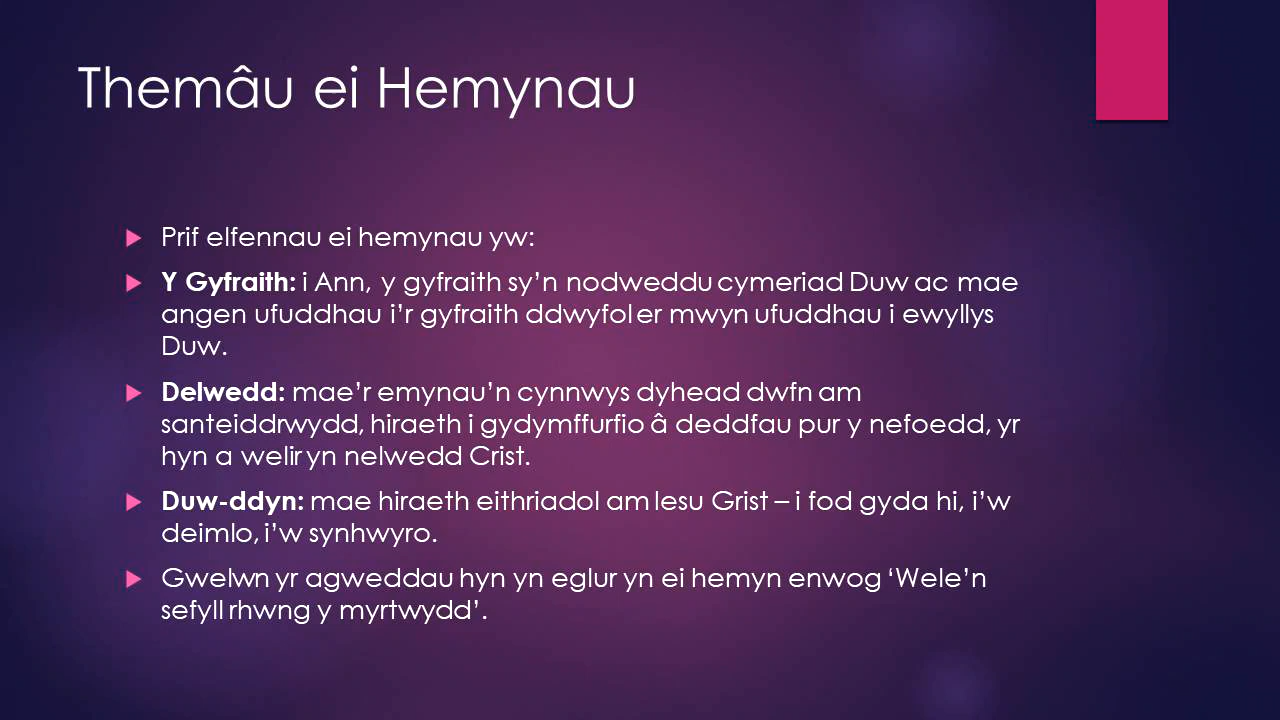 Themâu ei Hemynau
Prif elfennau ei hemynau yw:
Y Gyfraith: i Ann, y gyfraith sy’n nodweddu cymeriad Duw ac mae
angen ufuddhau i’r gyfraith ddwyfol er mwyn ufuddhau i ewyllys
Duw.
Delwedd: mae’r emynau’n cynnwys dyhead dwfn am
santeiddrwydd, hiraeth i gydymffurfio â deddfau pur y nefoedd, yr
hyn a welir yn nelwedd Crist.
Duw-ddyn: mae hiraeth eithriadol am Iesu Grist – i fod gyda hi, i’w
deimlo, i’w synhwyro.
Gwelwn yr agweddau hyn yn eglur yn ei hemyn enwog ‘Wele’n
sefyll rhwng y myrtwydd’.